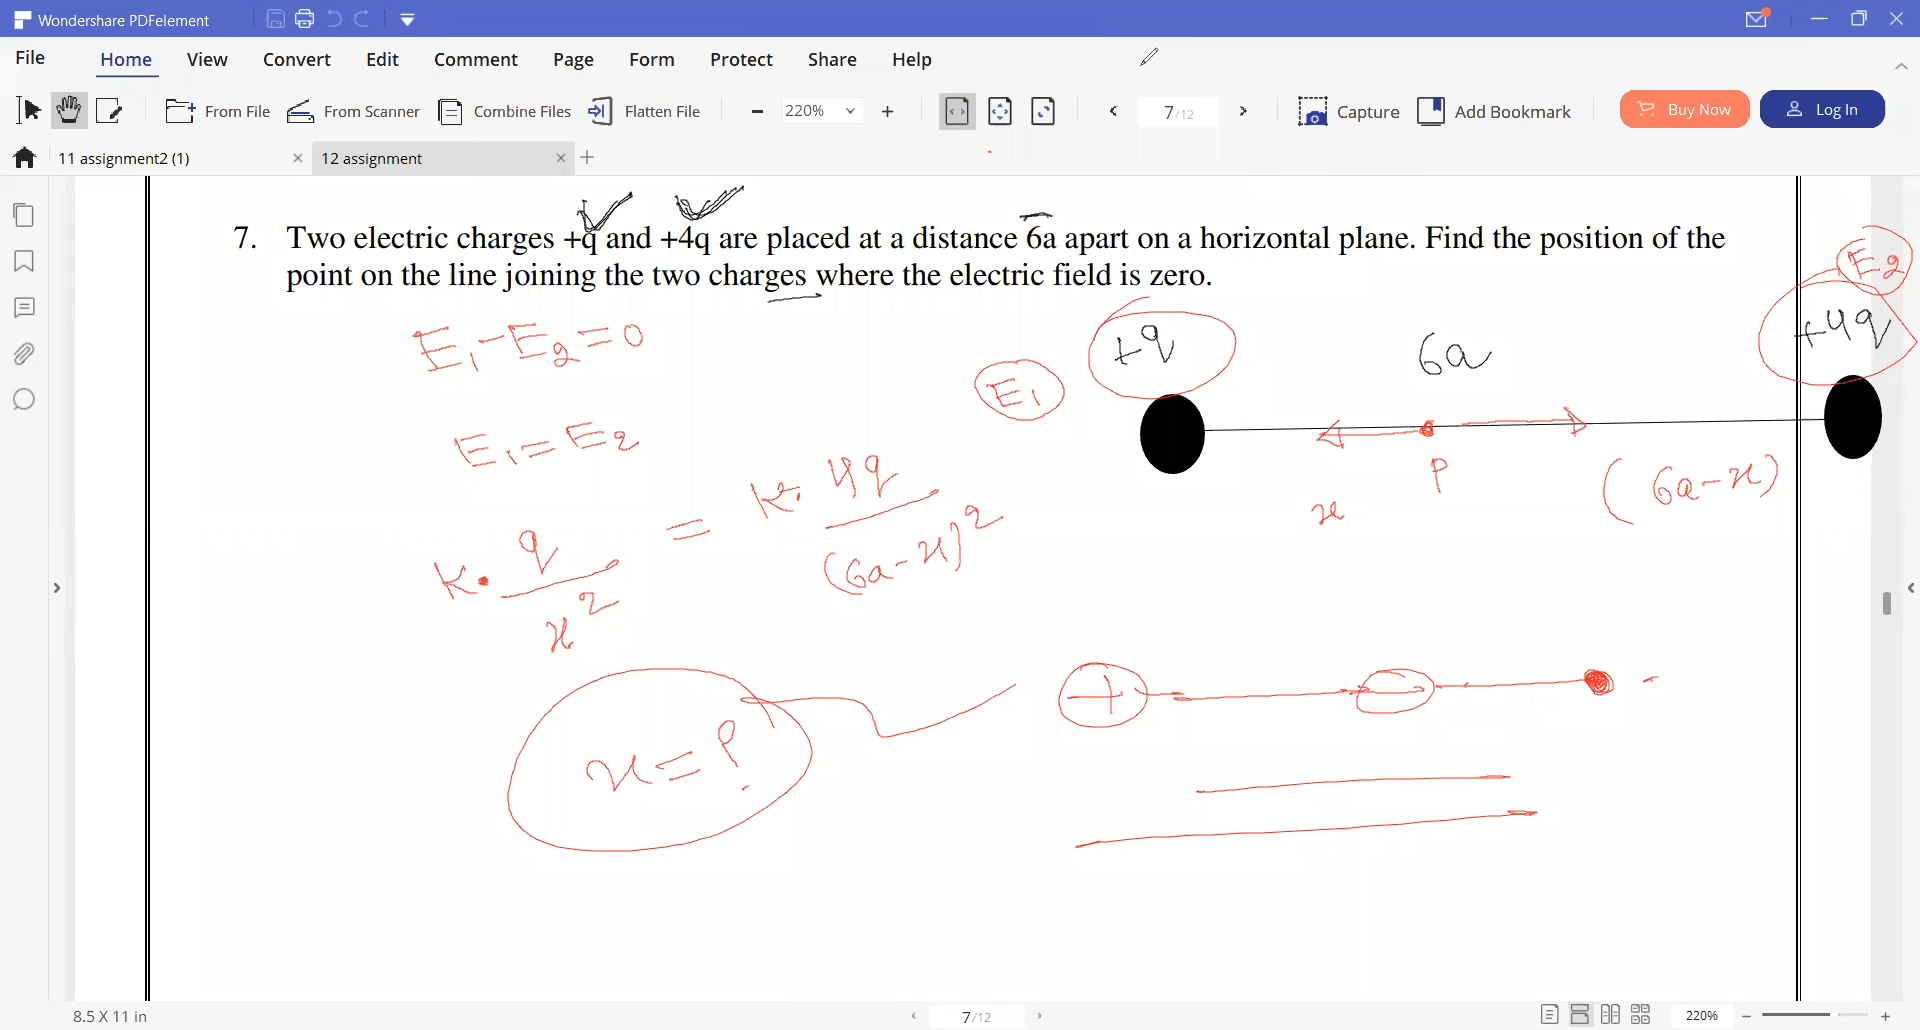 Wondershare PDFelement
File Home View Convert Edit Comment Page Form Protect Share Help
From File From Scanner Combine Files Flatten File 220% 7/12 Capture Add Bookmark Buy Now Log In
11 assignment2 (1) 12 assignment
7. Two electric charges +q and +4q are placed at a distance 6a apart on a horizontal plane. Find the position of the
point on the line joining the two charges where the electric field is zero.
E₂
E₁ - E₂ = 0
+q 6a +4q
E₁
E₁ = E₂
P
x (6a - x)
K. q/x² = K. 4q/(6a - x)²
+ -
x = ?
8.5 X 11 in 7/12 220%